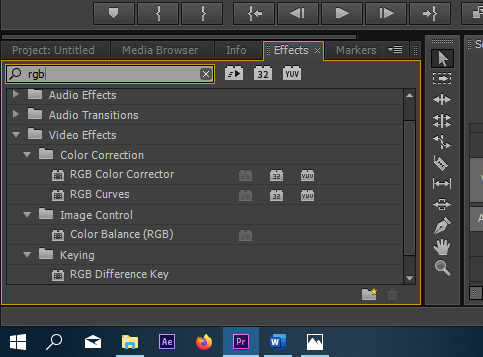 Project: Untitled Media Browser Info Effects × Markers
rgb 32 YUV
Audio Effects
Audio Transitions
Video Effects
Color Correction
RGB Color Corrector 32 YUV
RGB Curves 32 YUV
Image Control
Color Balance (RGB)
Keying
RGB Difference Key
Ae Pr W